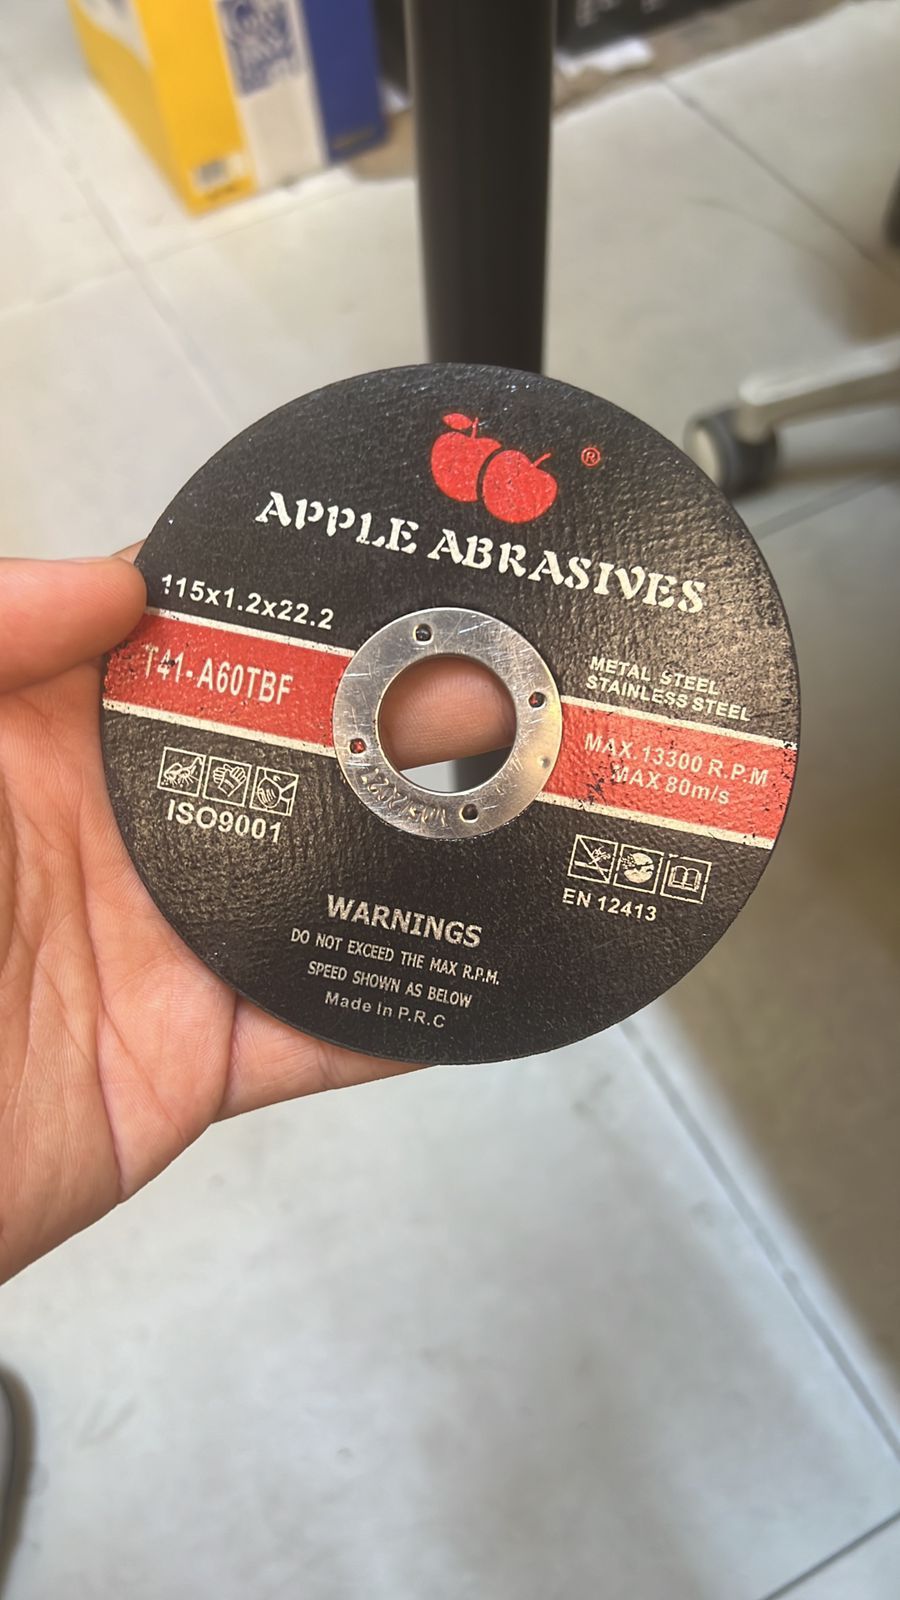 ®
APPLE ABRASIVES
115x1.2x22.2
T41-A60TBF
METAL STEEL
STAINLESS STEEL
MAX.13300 R.P.M
MAX 80m/s
ISO9001
EN 12413
WARNINGS
DO NOT EXCEED THE MAX R.P.M.
SPEED SHOWN AS BELOW
Made In P.R.C